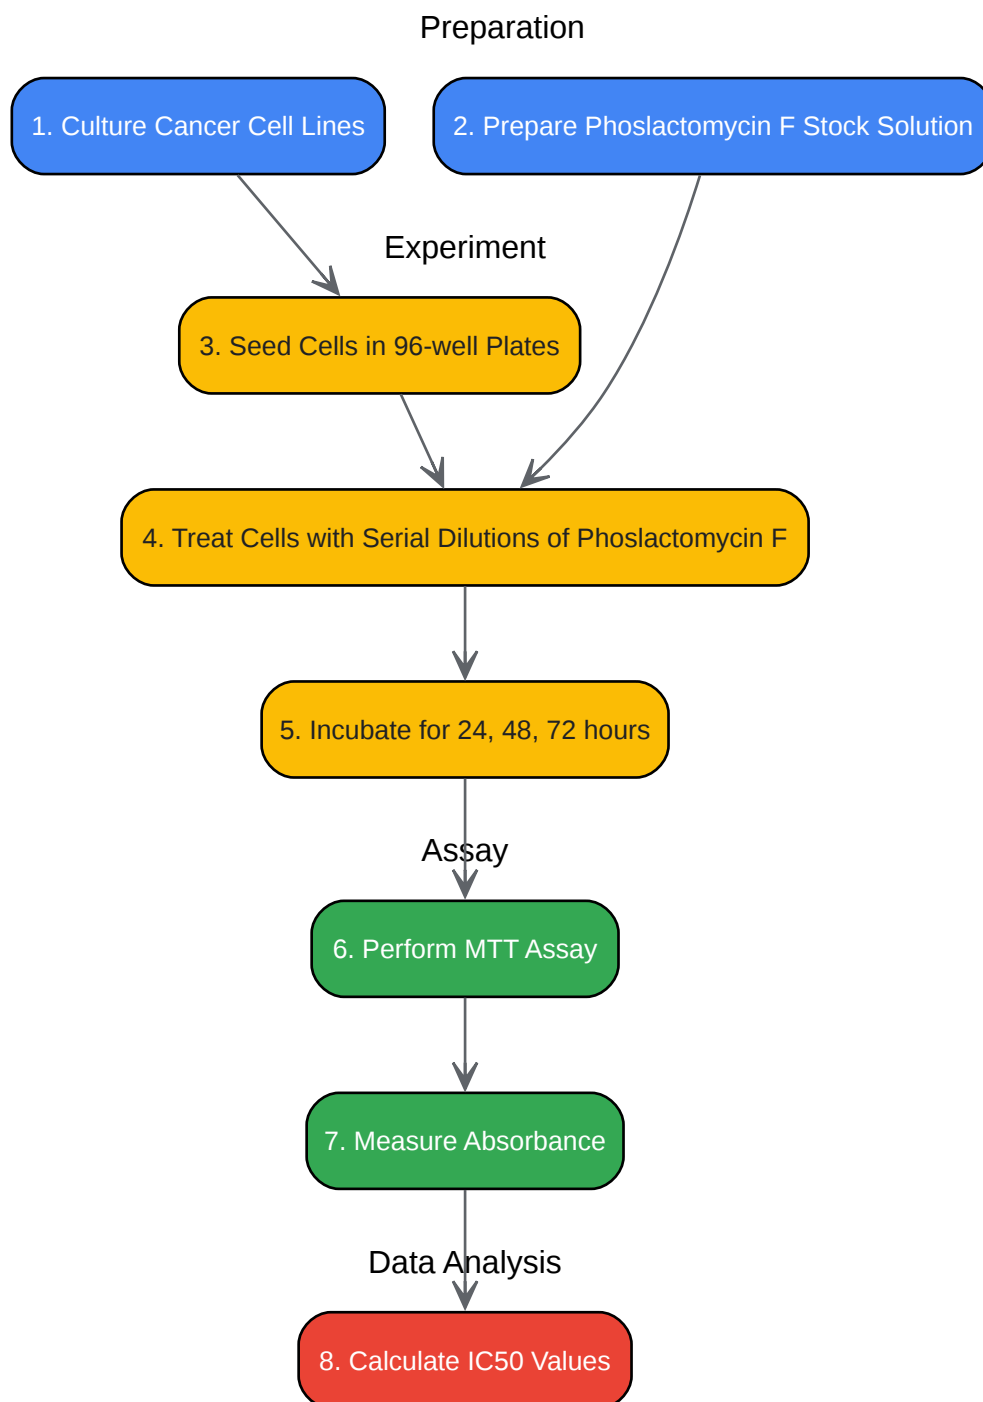 Preparation
1. Culture Cancer Cell Lines
2. Prepare Phoslactomycin F Stock Solution
Experiment
3. Seed Cells in 96-well Plates
4. Treat Cells with Serial Dilutions of Phoslactomycin F
5. Incubate for 24, 48, 72 hours
Assay
6. Perform MTT Assay
7. Measure Absorbance
Data Analysis
8. Calculate IC50 Values